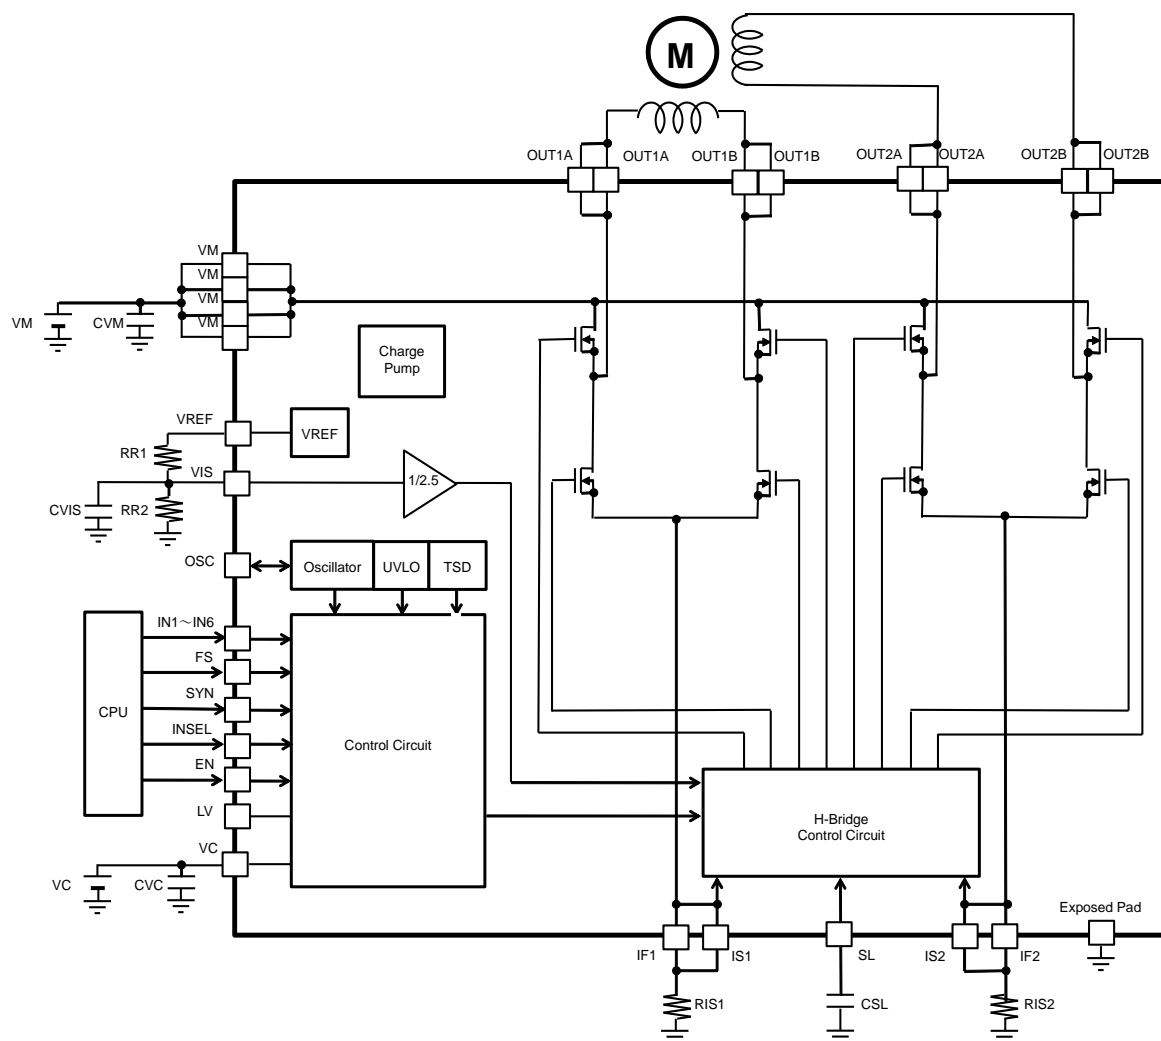 M
OUT1A
OUT1A
OUT1B
OUT1B
OUT2A
OUT2A
OUT2B
OUT2B
VM
VM
VM
VM
VM
CVM
Charge
Pump
VREF
VREF
RR1
VIS
1/2.5
CVIS
RR2
OSC
Oscillator
UVLO
TSD
IN1～IN6
FS
SYN
CPU
INSEL
Control Circuit
EN
LV
H-Bridge
Control Circuit
VC
VC
CVC
Exposed Pad
IF1
IS1
SL
IS2
IF2
RIS1
CSL
RIS2